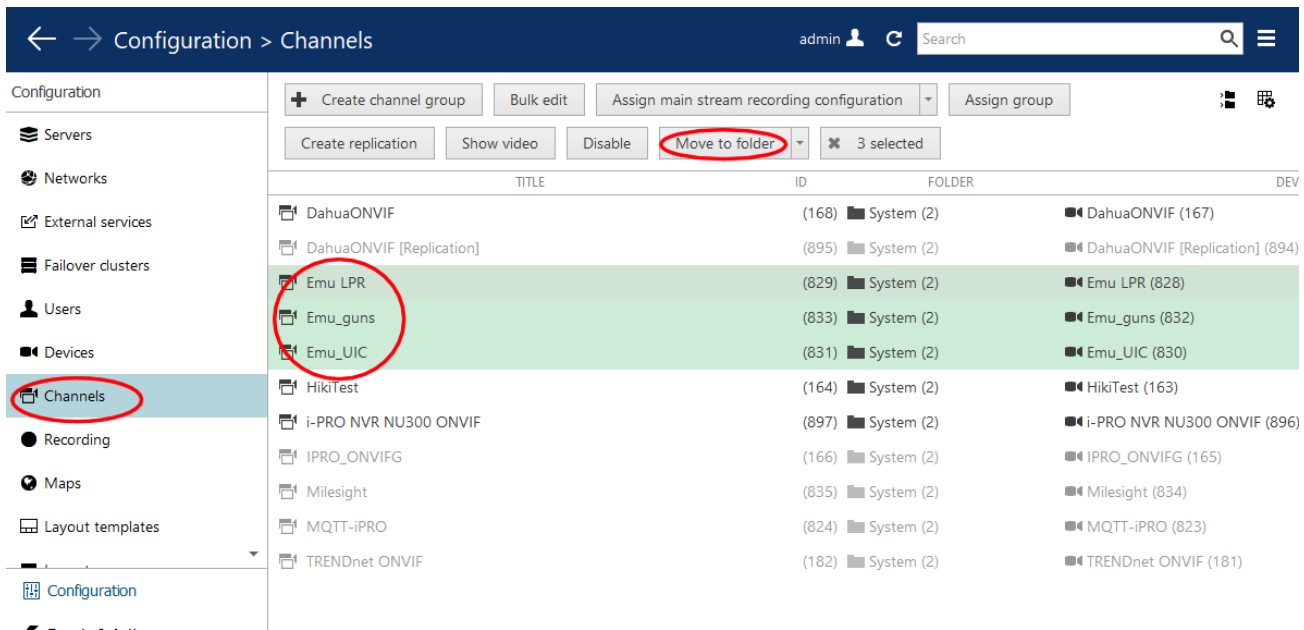 Configuration > Channels
admin
Search
Configuration
Servers
Networks
External services
Failover clusters
Users
Devices
Channels
Recording
Maps
Layout templates
Configuration
Create channel group Bulk edit Assign main stream recording configuration Assign group
Create replication Show video Disable Move to folder 3 selected
TITLE ID FOLDER DEV
DahuaONVIF (168) System (2) DahuaONVIF (167)
DahuaONVIF [Replication] (895) System (2) DahuaONVIF [Replication] (894)
Emu LPR (829) System (2) Emu LPR (828)
Emu_guns (833) System (2) Emu_guns (832)
Emu_UIC (831) System (2) Emu_UIC (830)
HikiTest (164) System (2) HikiTest (163)
i-PRO NVR NU300 ONVIF (897) System (2) i-PRO NVR NU300 ONVIF (896)
IPRO_ONVIFG (166) System (2) IPRO_ONVIFG (165)
Milesight (835) System (2) Milesight (834)
MQTT-iPRO (824) System (2) MQTT-iPRO (823)
TRENDnet ONVIF (182) System (2) TRENDnet ONVIF (181)